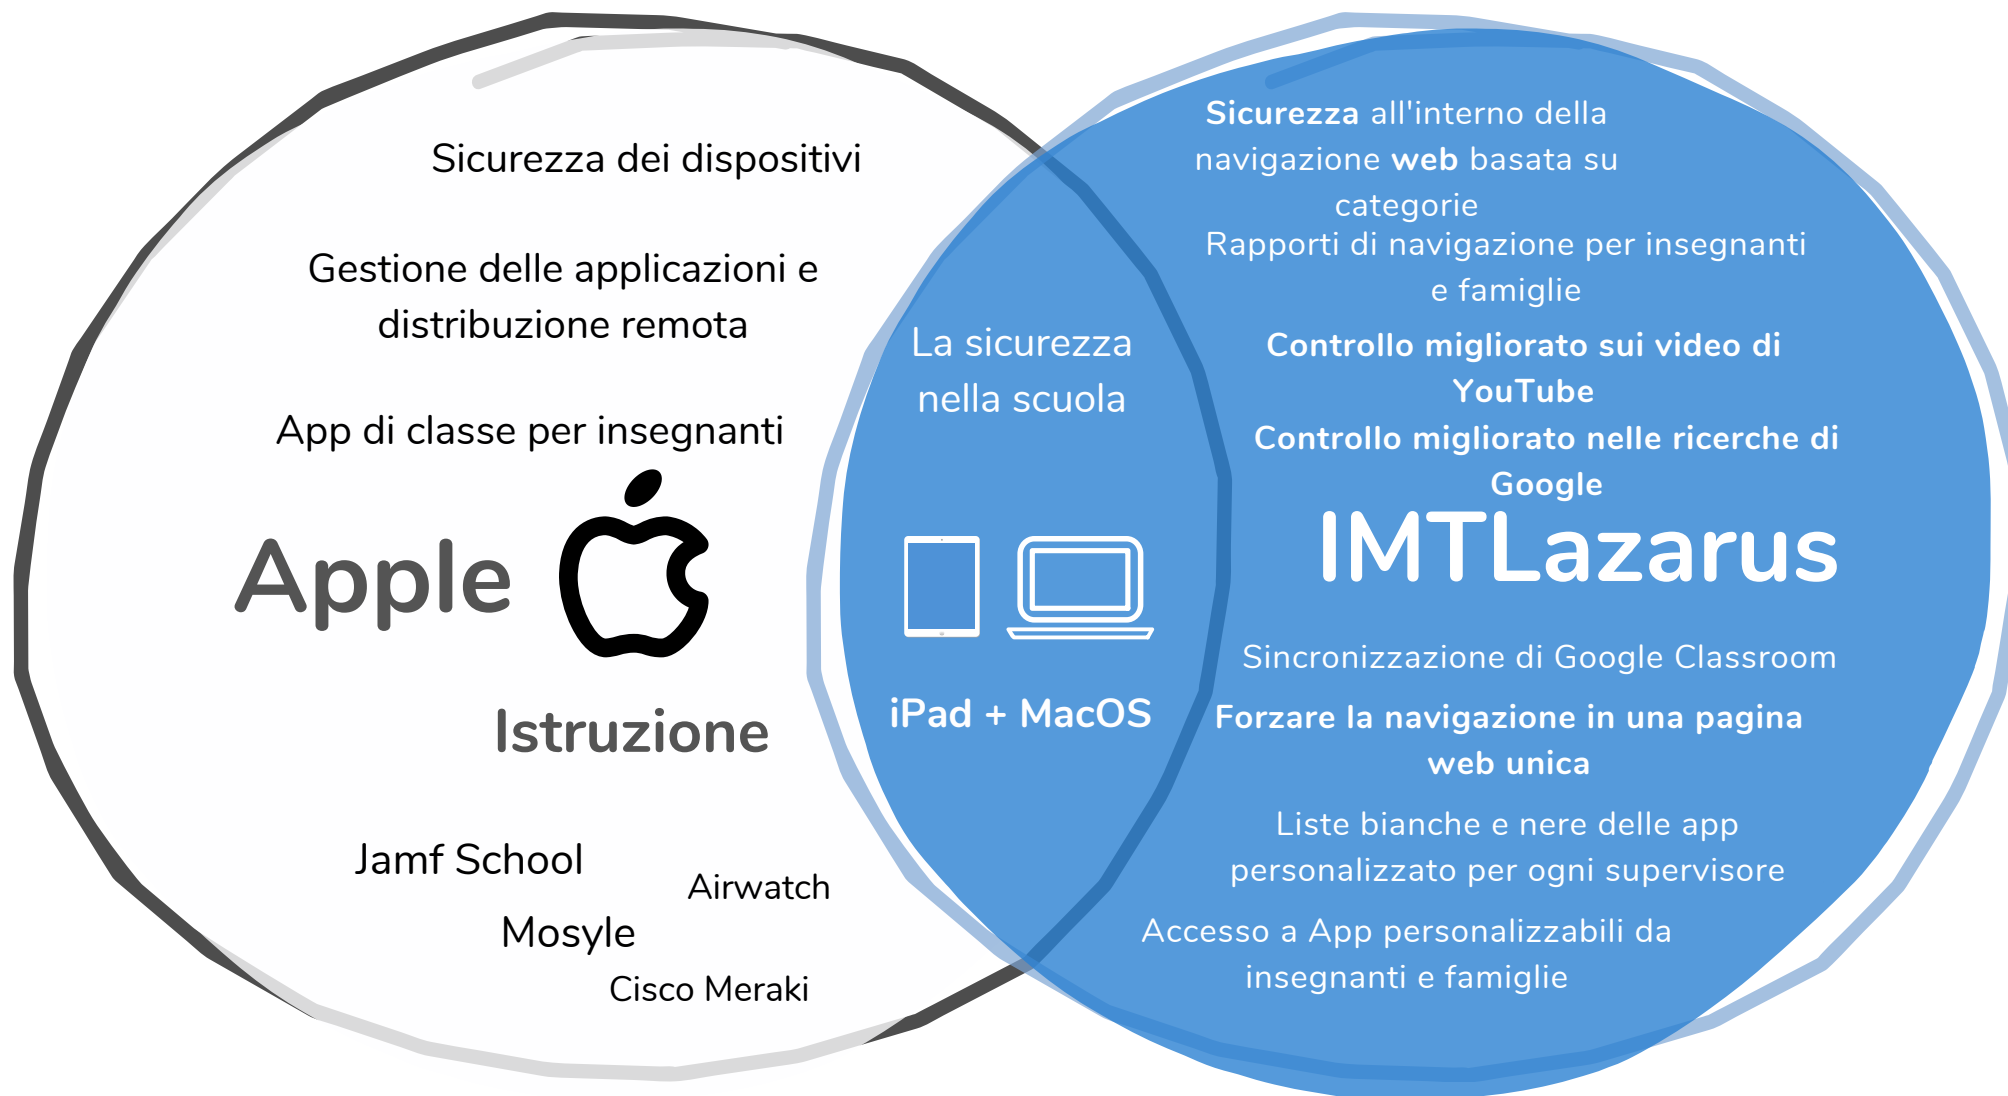 Sicurezza dei dispositivi
Gestione delle applicazioni e
distribuzione remota
App di classe per insegnanti
Apple
Istruzione
Jamf School
Airwatch
Mosyle
Cisco Meraki
La sicurezza
nella scuola
iPad + MacOS
Sicurezza all'interno della
navigazione web basata su
categorie
Rapporti di navigazione per insegnanti
e famiglie
Controllo migliorato sui video di
YouTube
Controllo migliorato nelle ricerche di
Google
IMTLazarus
Sincronizzazione di Google Classroom
Forzare la navigazione in una pagina
web unica
Liste bianche e nere delle app
personalizzato per ogni supervisore
Accesso a App personalizzabili da
insegnanti e famiglie